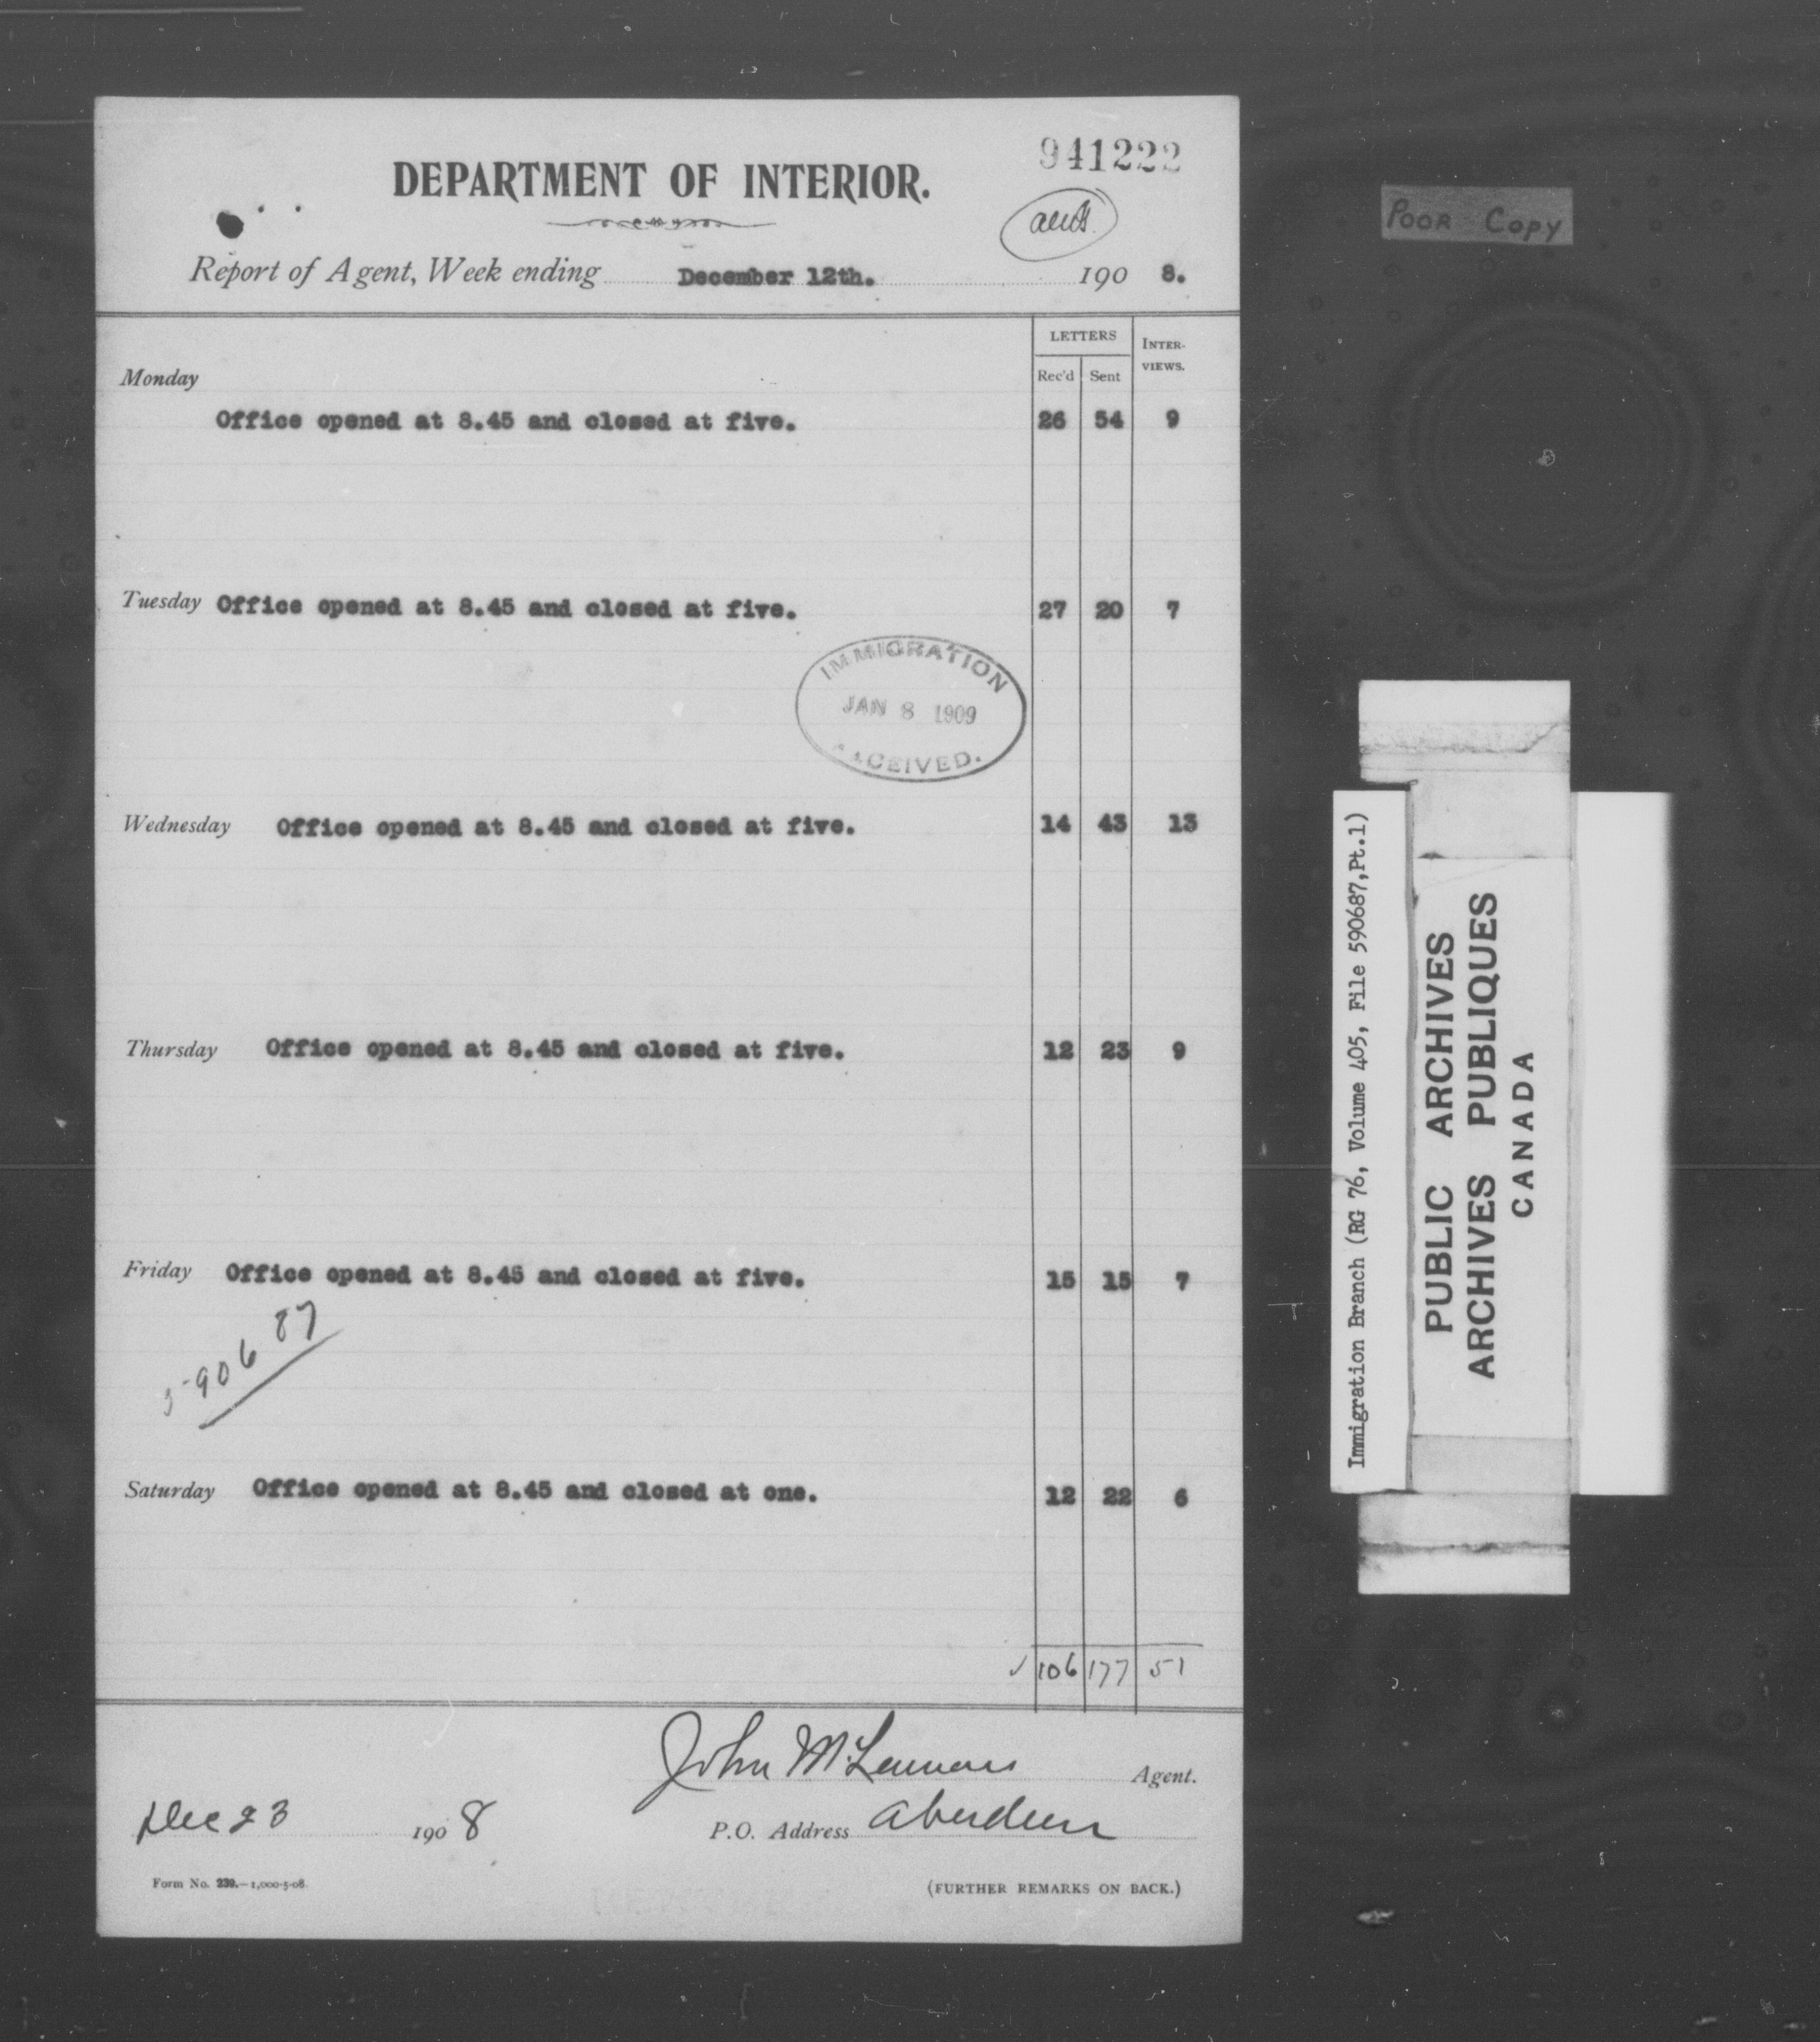 941222
DEPARTMENT OF INTERIOR.
Report of Agent, Week ending December 12th. 190 8.
LETTERS INTER-
VIEWS.
Rec'd Sent
Monday
Office opened at 8.45 and closed at five. 26 54 9
Tuesday Office opened at 8.45 and closed at five. 27 20 7
IMMIGRATION
JAN 8 1909
RECEIVED.
Wednesday Office opened at 8.45 and closed at five. 14 43 13
Thursday Office opened at 8.45 and closed at five. 12 23 9
Friday Office opened at 8.45 and closed at five. 15 15 7
590687
Saturday Office opened at 8.45 and closed at one. 12 22 6
106 177 51
John McLennan Agent.
Dec 23 1908 P.O. Address Aberdeen
Form No. 239.—1,000-5-08.
(FURTHER REMARKS ON BACK.)
POOR COPY
Immigration Branch (RG 76, Volume 405, File 590687,Pt.1)
PUBLIC ARCHIVES
ARCHIVES PUBLIQUES
CANADA